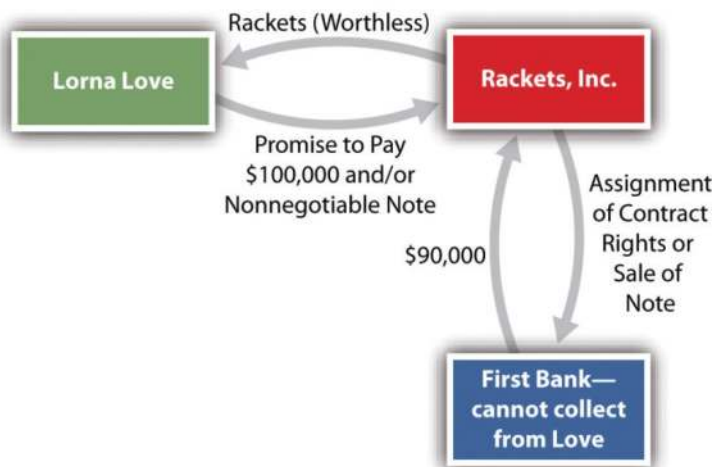 Rackets (Worthless)
Lorna Love
Rackets, Inc.
Promise to Pay
$100,000 and/or
Nonnegotiable Note
Assignment
of Contract
Rights or
Sale of
Note
$90,000
First Bank—
cannot collect
from Love